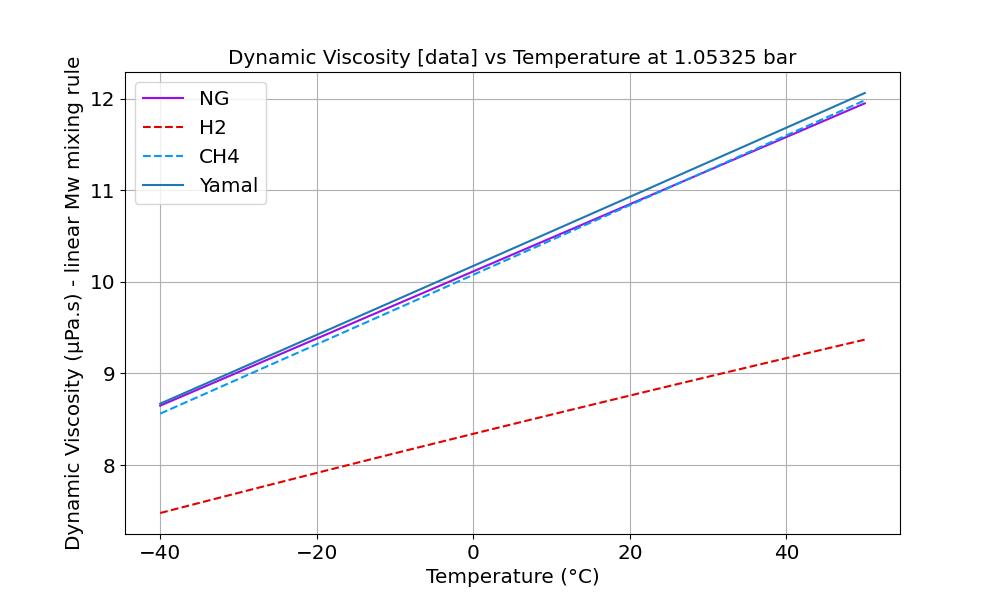 Dynamic Viscosity [data] vs Temperature at 1.05325 bar
Dynamic Viscosity (µPa.s) - linear Mw mixing rule
12
11
10
9
8
NG
H2
CH4
Yamal
−40
−20
0
20
40
Temperature (°C)